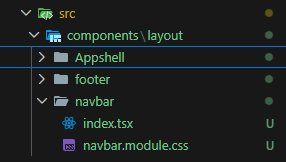 src
components\layout
Appshell
footer
navbar
index.tsx U
navbar.module.css U